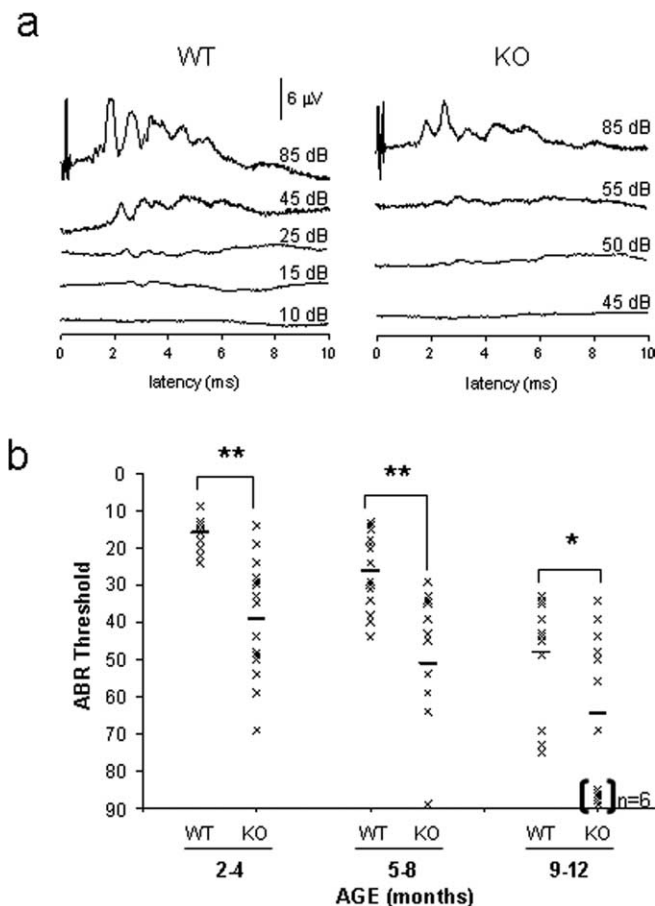 a
WT
KO
6 μV
85 dB
45 dB
25 dB
15 dB
10 dB
0 2 4 6 8 10
latency (ms)
85 dB
55 dB
50 dB
45 dB
0 2 4 6 8 10
latency (ms)
b
** ** *
0
10
20
30
40
50
60
70
80
90
ABR Threshold
n=6
WT KO WT KO WT KO
2-4 5-8 9-12
AGE (months)